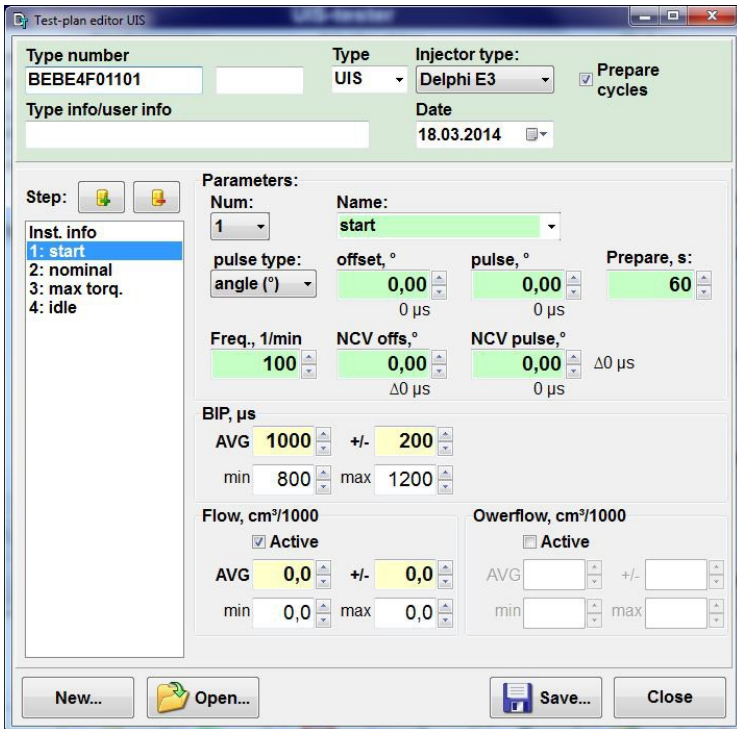 UIS-tester
Test-plan editor UIS
Type number Type Injector type:
BEBE4F01101 UIS Delphi E3 Prepare cycles
Type info/user info Date
18.03.2014
Step:
Inst. info
1: start
2: nominal
3: max torq.
4: idle
Parameters:
Num: Name:
1 start
pulse type: offset, ° pulse, ° Prepare, s:
angle (°) 0,00 0,00 60
0 µs 0 µs
Freq., 1/min NCV offs,° NCV pulse,°
100 0,00 0,00 Δ0 µs
Δ0 µs 0 µs
BIP, µs
AVG 1000 +/- 200
min 800 max 1200
Flow, cm³/1000
Active
AVG 0,0 +/- 0,0
min 0,0 max 0,0
Owerflow, cm³/1000
Active
AVG +/-
min max
New... Open... Save... Close